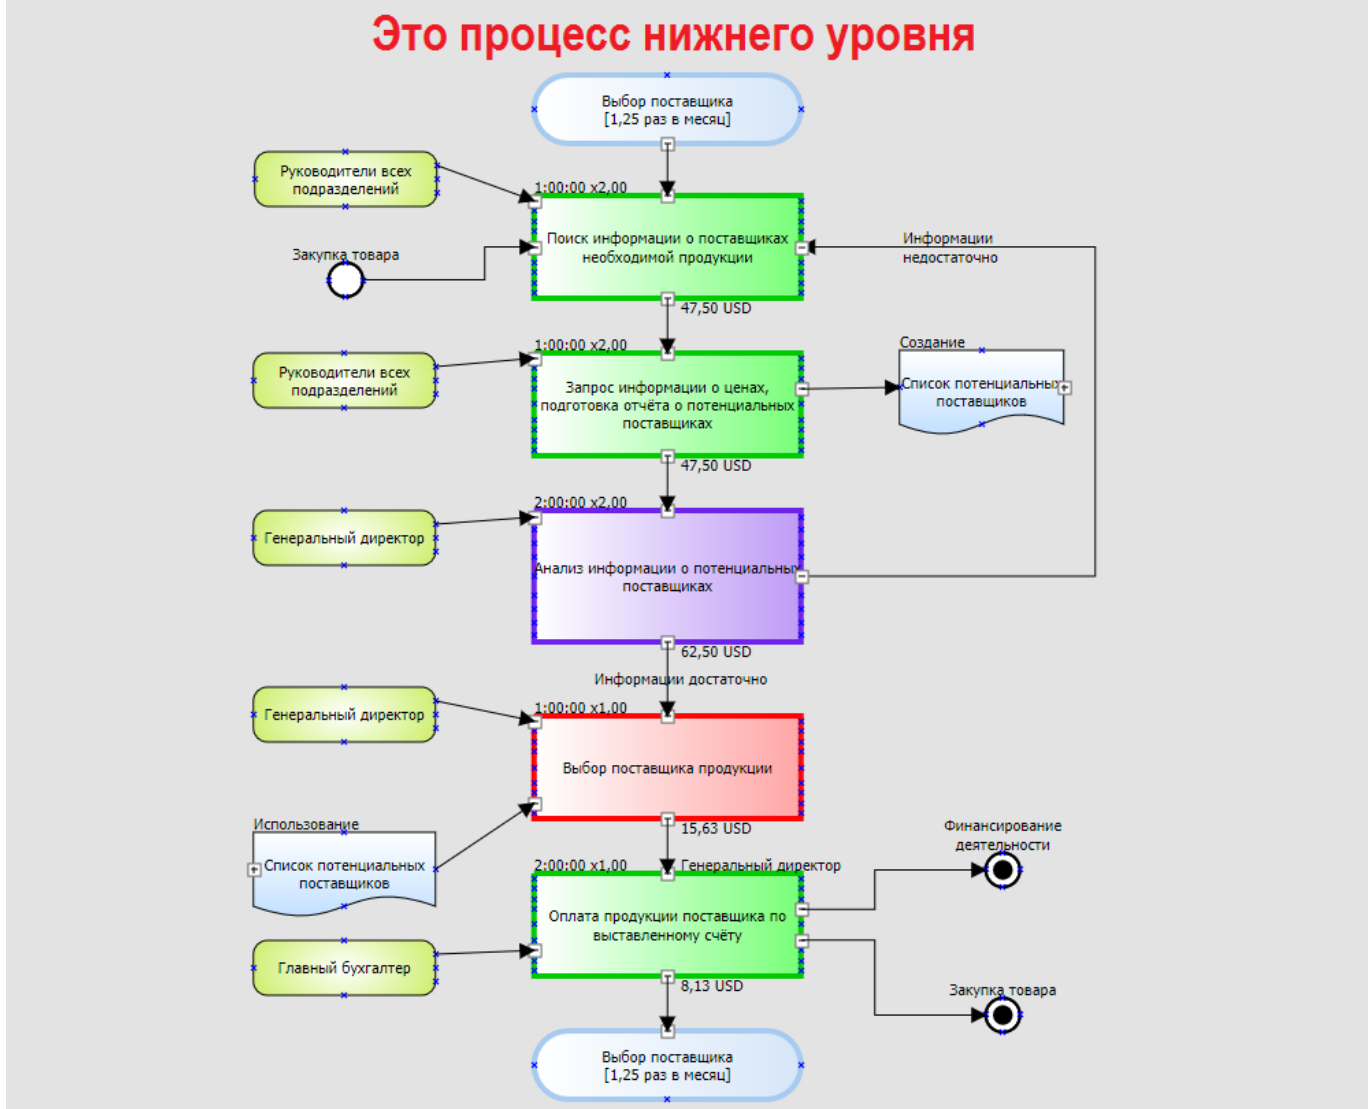 Это процесс нижнего уровня
Выбор поставщика
[1,25 раз в месяц]
Руководители всех
подразделений
1:00:00 x2,00
Закупка товара
Поиск информации о поставщиках
необходимой продукции
Информации
недостаточно
47,50 USD
Руководители всех
подразделений
1:00:00 x2,00
Запрос информации о ценах,
подготовка отчёта о потенциальных
поставщиках
Создание
Список потенциальных
поставщиков
47,50 USD
Генеральный директор
2:00:00 x2,00
Анализ информации о потенциальных
поставщиках
62,50 USD
Информации достаточно
Генеральный директор
1:00:00 x1,00
Выбор поставщика продукции
15,63 USD
Использование
Список потенциальных
поставщиков
2:00:00 x1,00
Генеральный директор
Финансирование
деятельности
Оплата продукции поставщика по
выставленному счёту
Главный бухгалтер
8,13 USD
Закупка товара
Выбор поставщика
[1,25 раз в месяц]